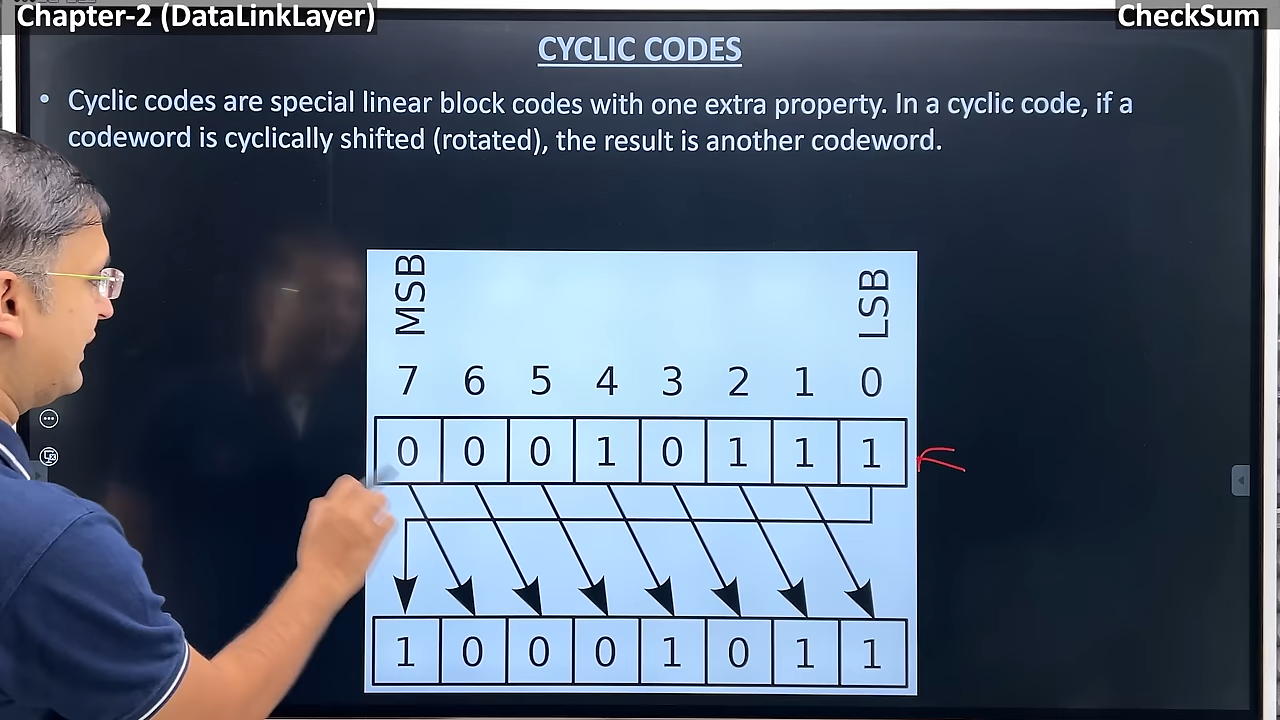 Chapter-2 (DataLinkLayer)
CheckSum
CYCLIC CODES
• Cyclic codes are special linear block codes with one extra property. In a cyclic code, if a
codeword is cyclically shifted (rotated), the result is another codeword.
MSB LSB
7 6 5 4 3 2 1 0
0 0 0 1 0 1 1 1
1 0 0 0 1 0 1 1